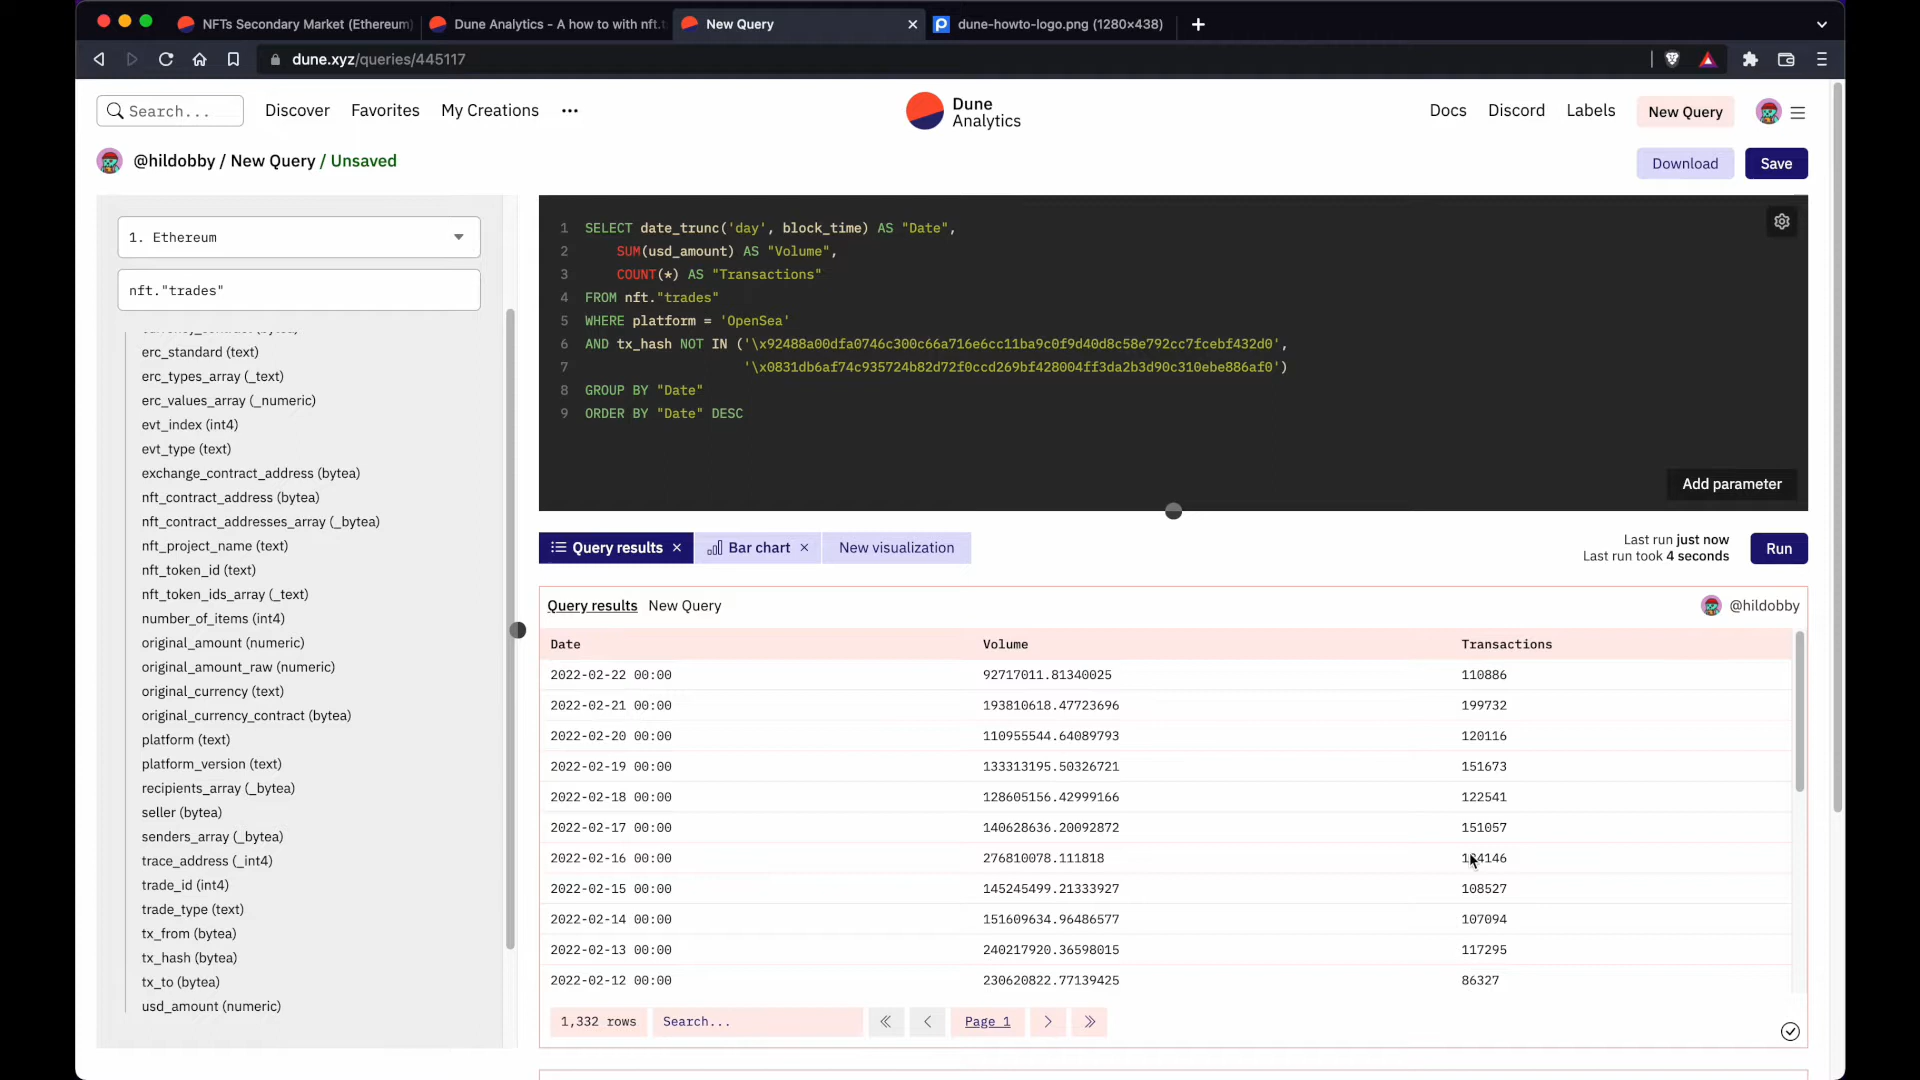 NFTs Secondary Market (Ethereum)
Dune Analytics - A how to with nft.t
New Query
dune-howto-logo.png (1280×438)
dune.xyz/queries/445117
Search...
Discover
Favorites
My Creations
Dune
Analytics
Docs
Discord
Labels
New Query
@hildobby / New Query / Unsaved
Download
Save
1. Ethereum
nft."trades"
erc_standard (text)
erc_types_array (_text)
erc_values_array (_numeric)
evt_index (int4)
evt_type (text)
exchange_contract_address (bytea)
nft_contract_address (bytea)
nft_contract_addresses_array (_bytea)
nft_project_name (text)
nft_token_id (text)
nft_token_ids_array (_text)
number_of_items (int4)
original_amount (numeric)
original_amount_raw (numeric)
original_currency (text)
original_currency_contract (bytea)
platform (text)
platform_version (text)
recipients_array (_bytea)
seller (bytea)
senders_array (_bytea)
trace_address (_int4)
trade_id (int4)
trade_type (text)
tx_from (bytea)
tx_hash (bytea)
tx_to (bytea)
usd_amount (numeric)
1 SELECT date_trunc('day', block_time) AS "Date",
2 SUM(usd_amount) AS "Volume",
3 COUNT(*) AS "Transactions"
4 FROM nft."trades"
5 WHERE platform = 'OpenSea'
6 AND tx_hash NOT IN ('\x92488a00dfa0746c300c66a716e6cc11ba9c0f9d40d8c58e792cc7fcebf432d0',
7 '\x0831db6af74c935724b82d72f0ccd269bf428004ff3da2b3d90c310ebe886af0')
8 GROUP BY "Date"
9 ORDER BY "Date" DESC
Add parameter
Query results
Bar chart
New visualization
Last run just now
Last run took 4 seconds
Run
Query results New Query
@hildobby
Date Volume Transactions
2022-02-22 00:00 92717011.81340025 110886
2022-02-21 00:00 193810618.47723696 199732
2022-02-20 00:00 110955544.64089793 120116
2022-02-19 00:00 133313195.50326721 151673
2022-02-18 00:00 128605156.42999166 122541
2022-02-17 00:00 140628636.20092872 151057
2022-02-16 00:00 276810078.111818
2022-02-15 00:00 145245499.21333927 108527
2022-02-14 00:00 151609634.96486577 107094
2022-02-13 00:00 240217920.36598015 117295
2022-02-12 00:00 230620822.77139425 86327
1,332 rows
Search...
Page 1